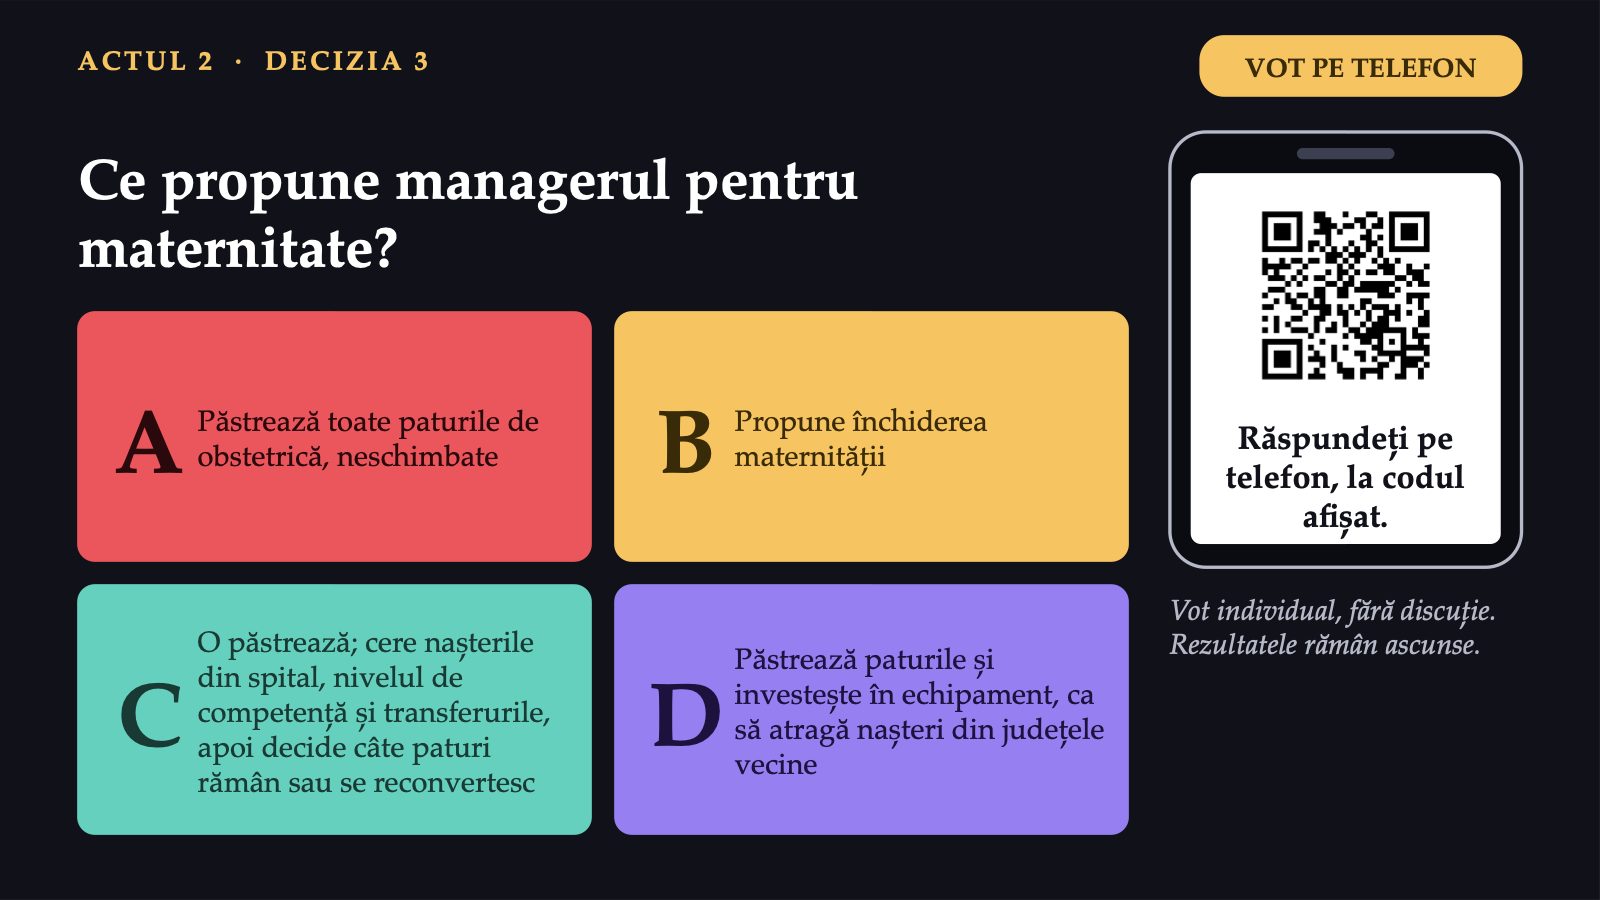 ACTUL 2 · DECIZIA 3
VOT PE TELEFON
Ce propune managerul pentru
maternitate?
A
Păstrează toate paturile de
obstetrică, neschimbate
B
Propune închiderea
maternității
C
O păstrează; cere nașterile
din spital, nivelul de
competență și transferurile,
apoi decide câte paturi
rămân sau se reconvertesc
D
Păstrează paturile și
investește în echipament, ca
să atragă nașteri din județele
vecine
Răspundeți pe
telefon, la codul
afișat.
Vot individual, fără discuție.
Rezultatele rămân ascunse.